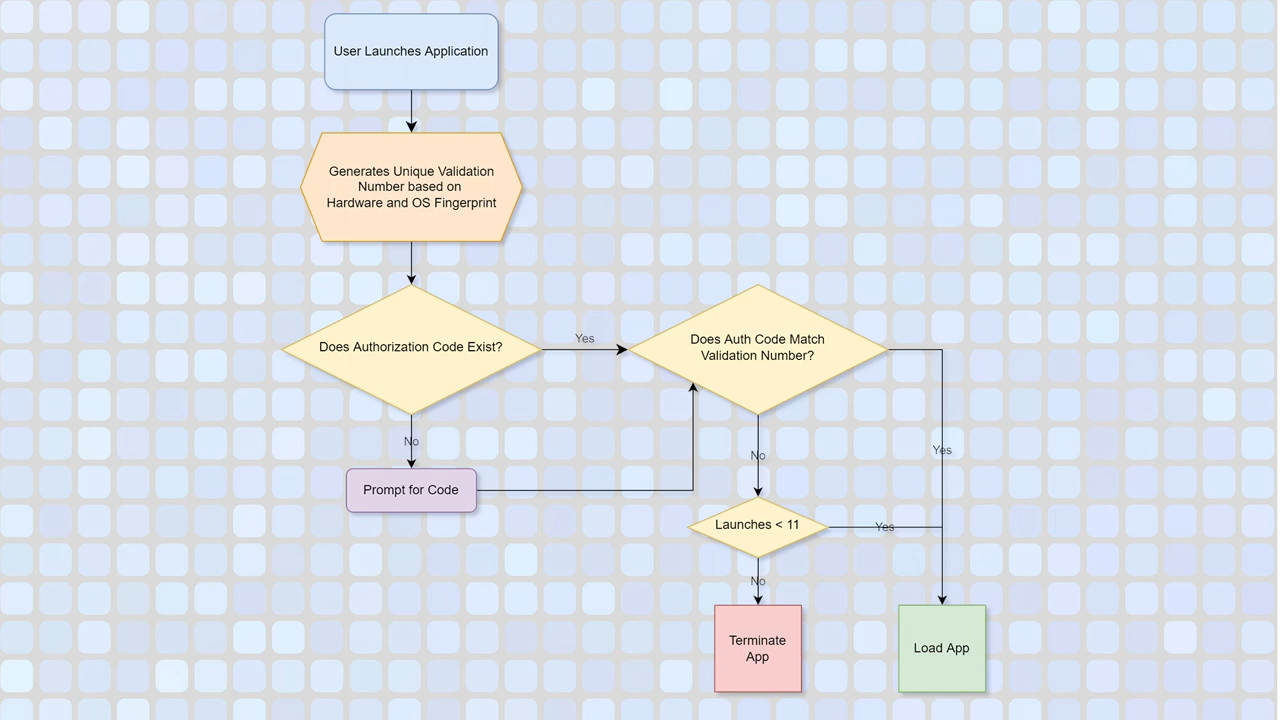 User Launches Application
Generates Unique Validation
Number based on
Hardware and OS Fingerprint
Does Authorization Code Exist?
Yes
Does Auth Code Match
Validation Number?
No
Prompt for Code
No
Yes
Launches < 11
Yes
No
Terminate
App
Load App